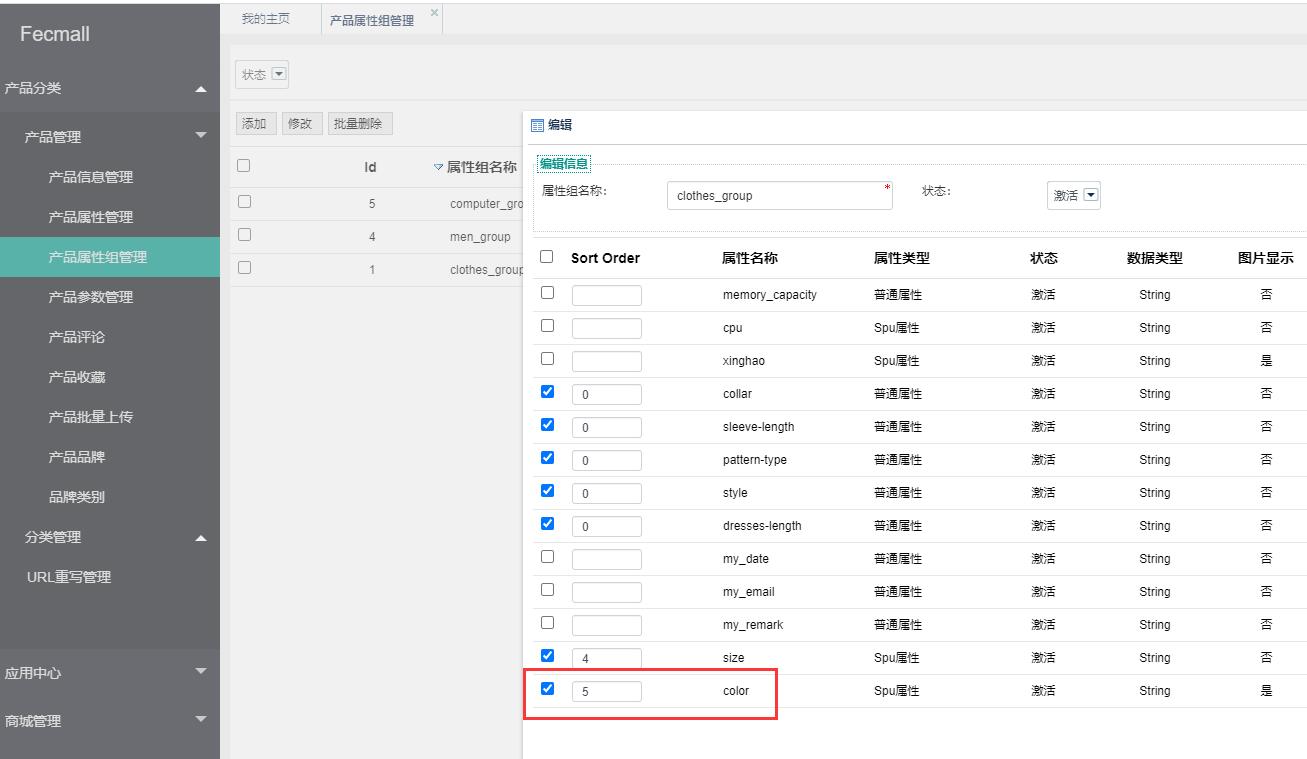 Fecmall
产品分类
产品管理
产品信息管理
产品属性管理
产品属性组管理
产品参数管理
产品评论
产品收藏
产品批量上传
产品品牌
品牌类别
分类管理
URL重写管理
应用中心
商城管理
我的主页 产品属性组管理
状态
添加 修改 批量删除
Id 属性组名称
5 computer_gro
4 men_group
1 clothes_group
编辑
编辑信息
属性组名称: clothes_group * 状态: 激活
Sort Order 属性名称 属性类型 状态 数据类型 图片显示
memory_capacity 普通属性 激活 String 否
cpu Spu属性 激活 String 否
xinghao Spu属性 激活 String 是
0 collar 普通属性 激活 String 否
0 sleeve-length 普通属性 激活 String 否
0 pattern-type 普通属性 激活 String 否
0 style 普通属性 激活 String 否
0 dresses-length 普通属性 激活 String 否
my_date 普通属性 激活 String 否
my_email 普通属性 激活 String 否
my_remark 普通属性 激活 String 否
4 size Spu属性 激活 String 否
5 color Spu属性 激活 String 是